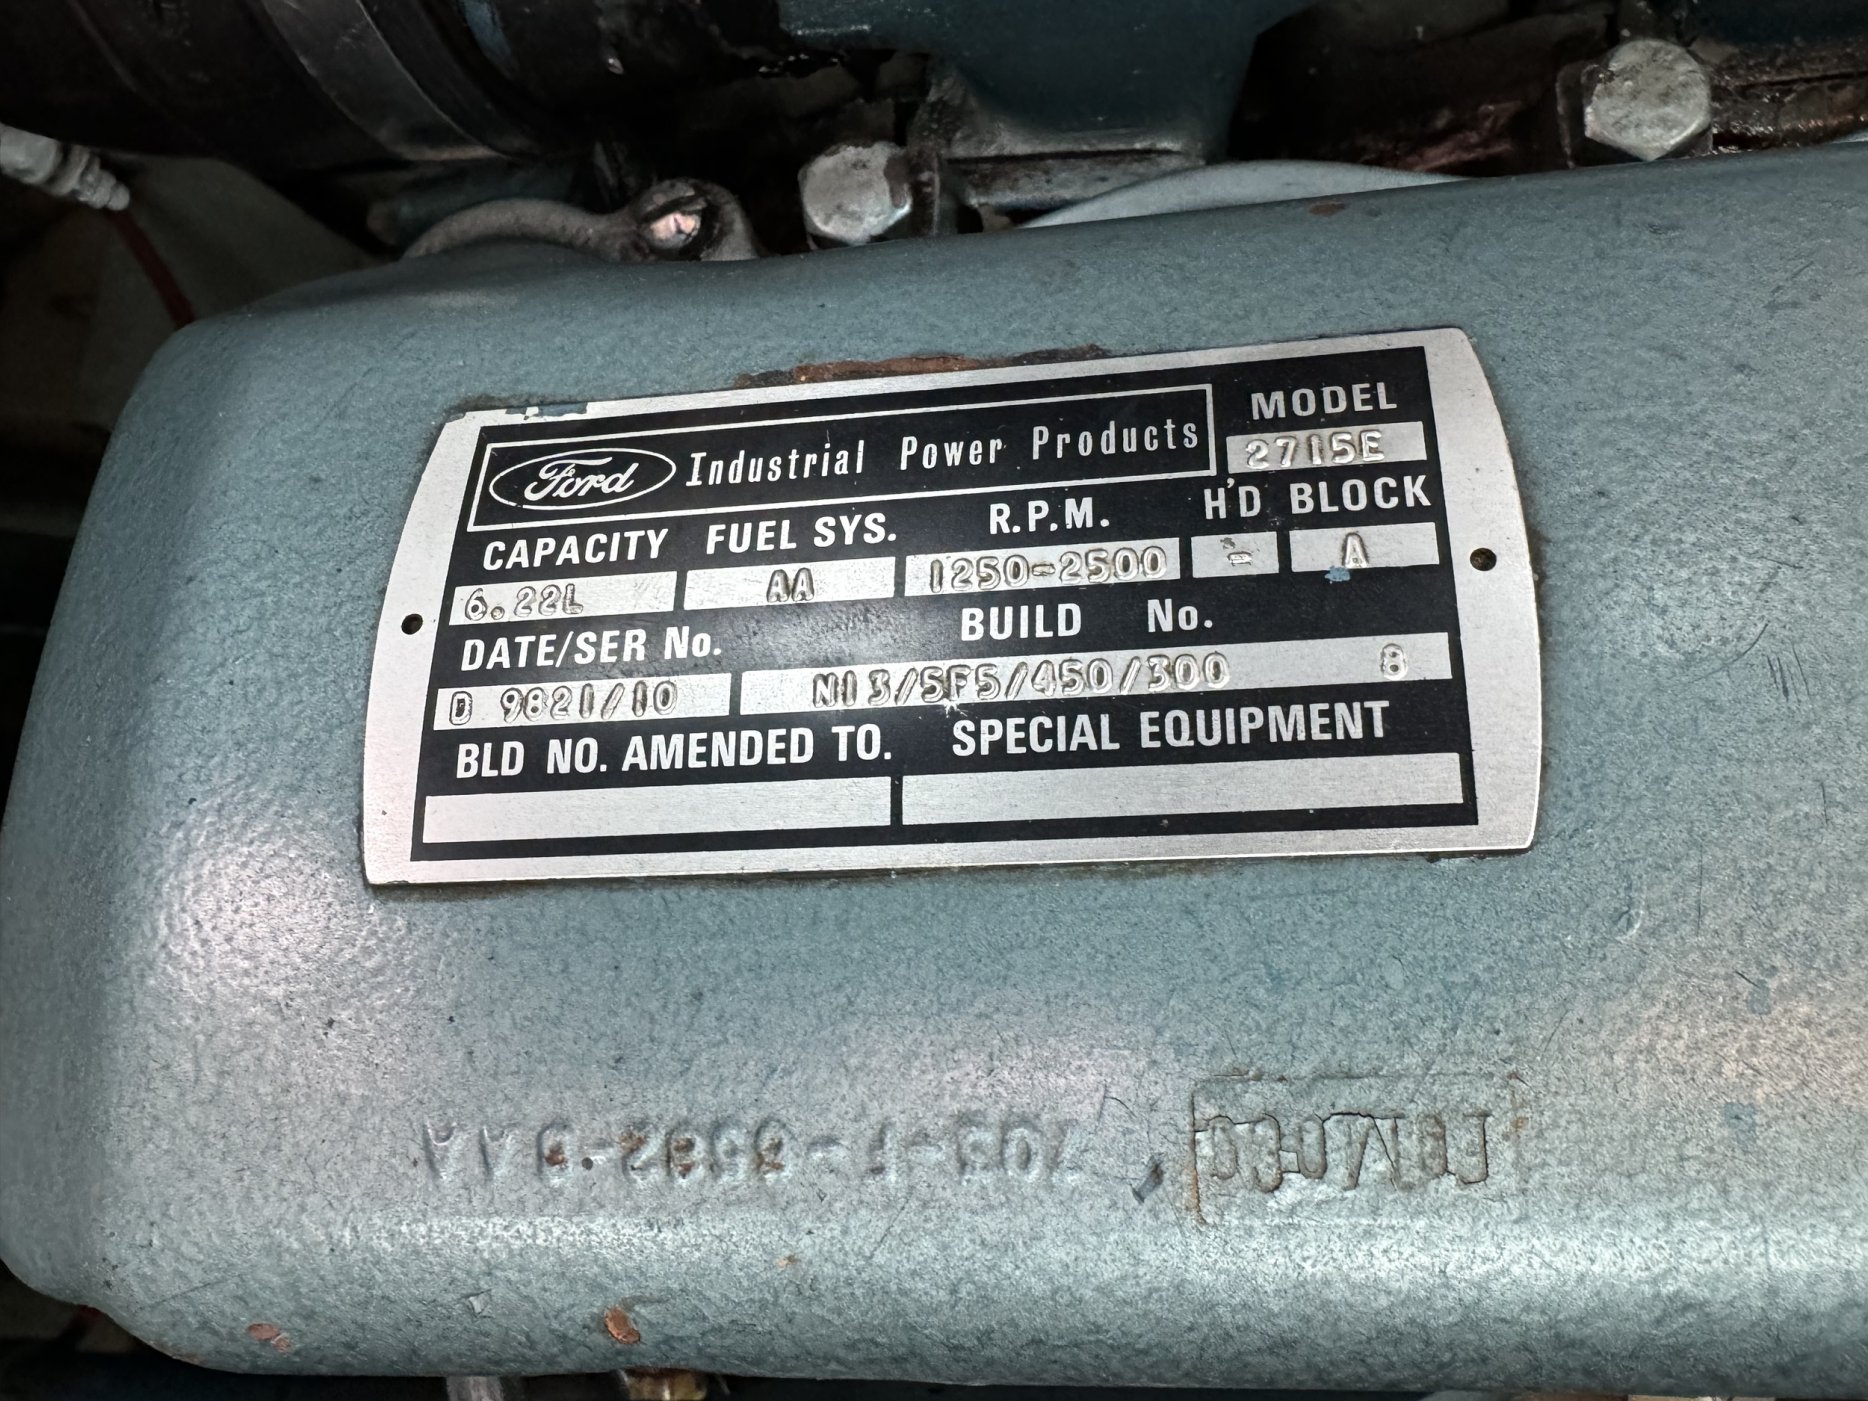 Ford Industrial Power Products MODEL
2715E
CAPACITY FUEL SYS. R.P.M. H'D BLOCK
6.22L AA 1250-2500 - A
DATE/SER No. BUILD No.
D 9821/10 N13/5F5/450/300 8
BLD NO. AMENDED TO. SPECIAL EQUIPMENT